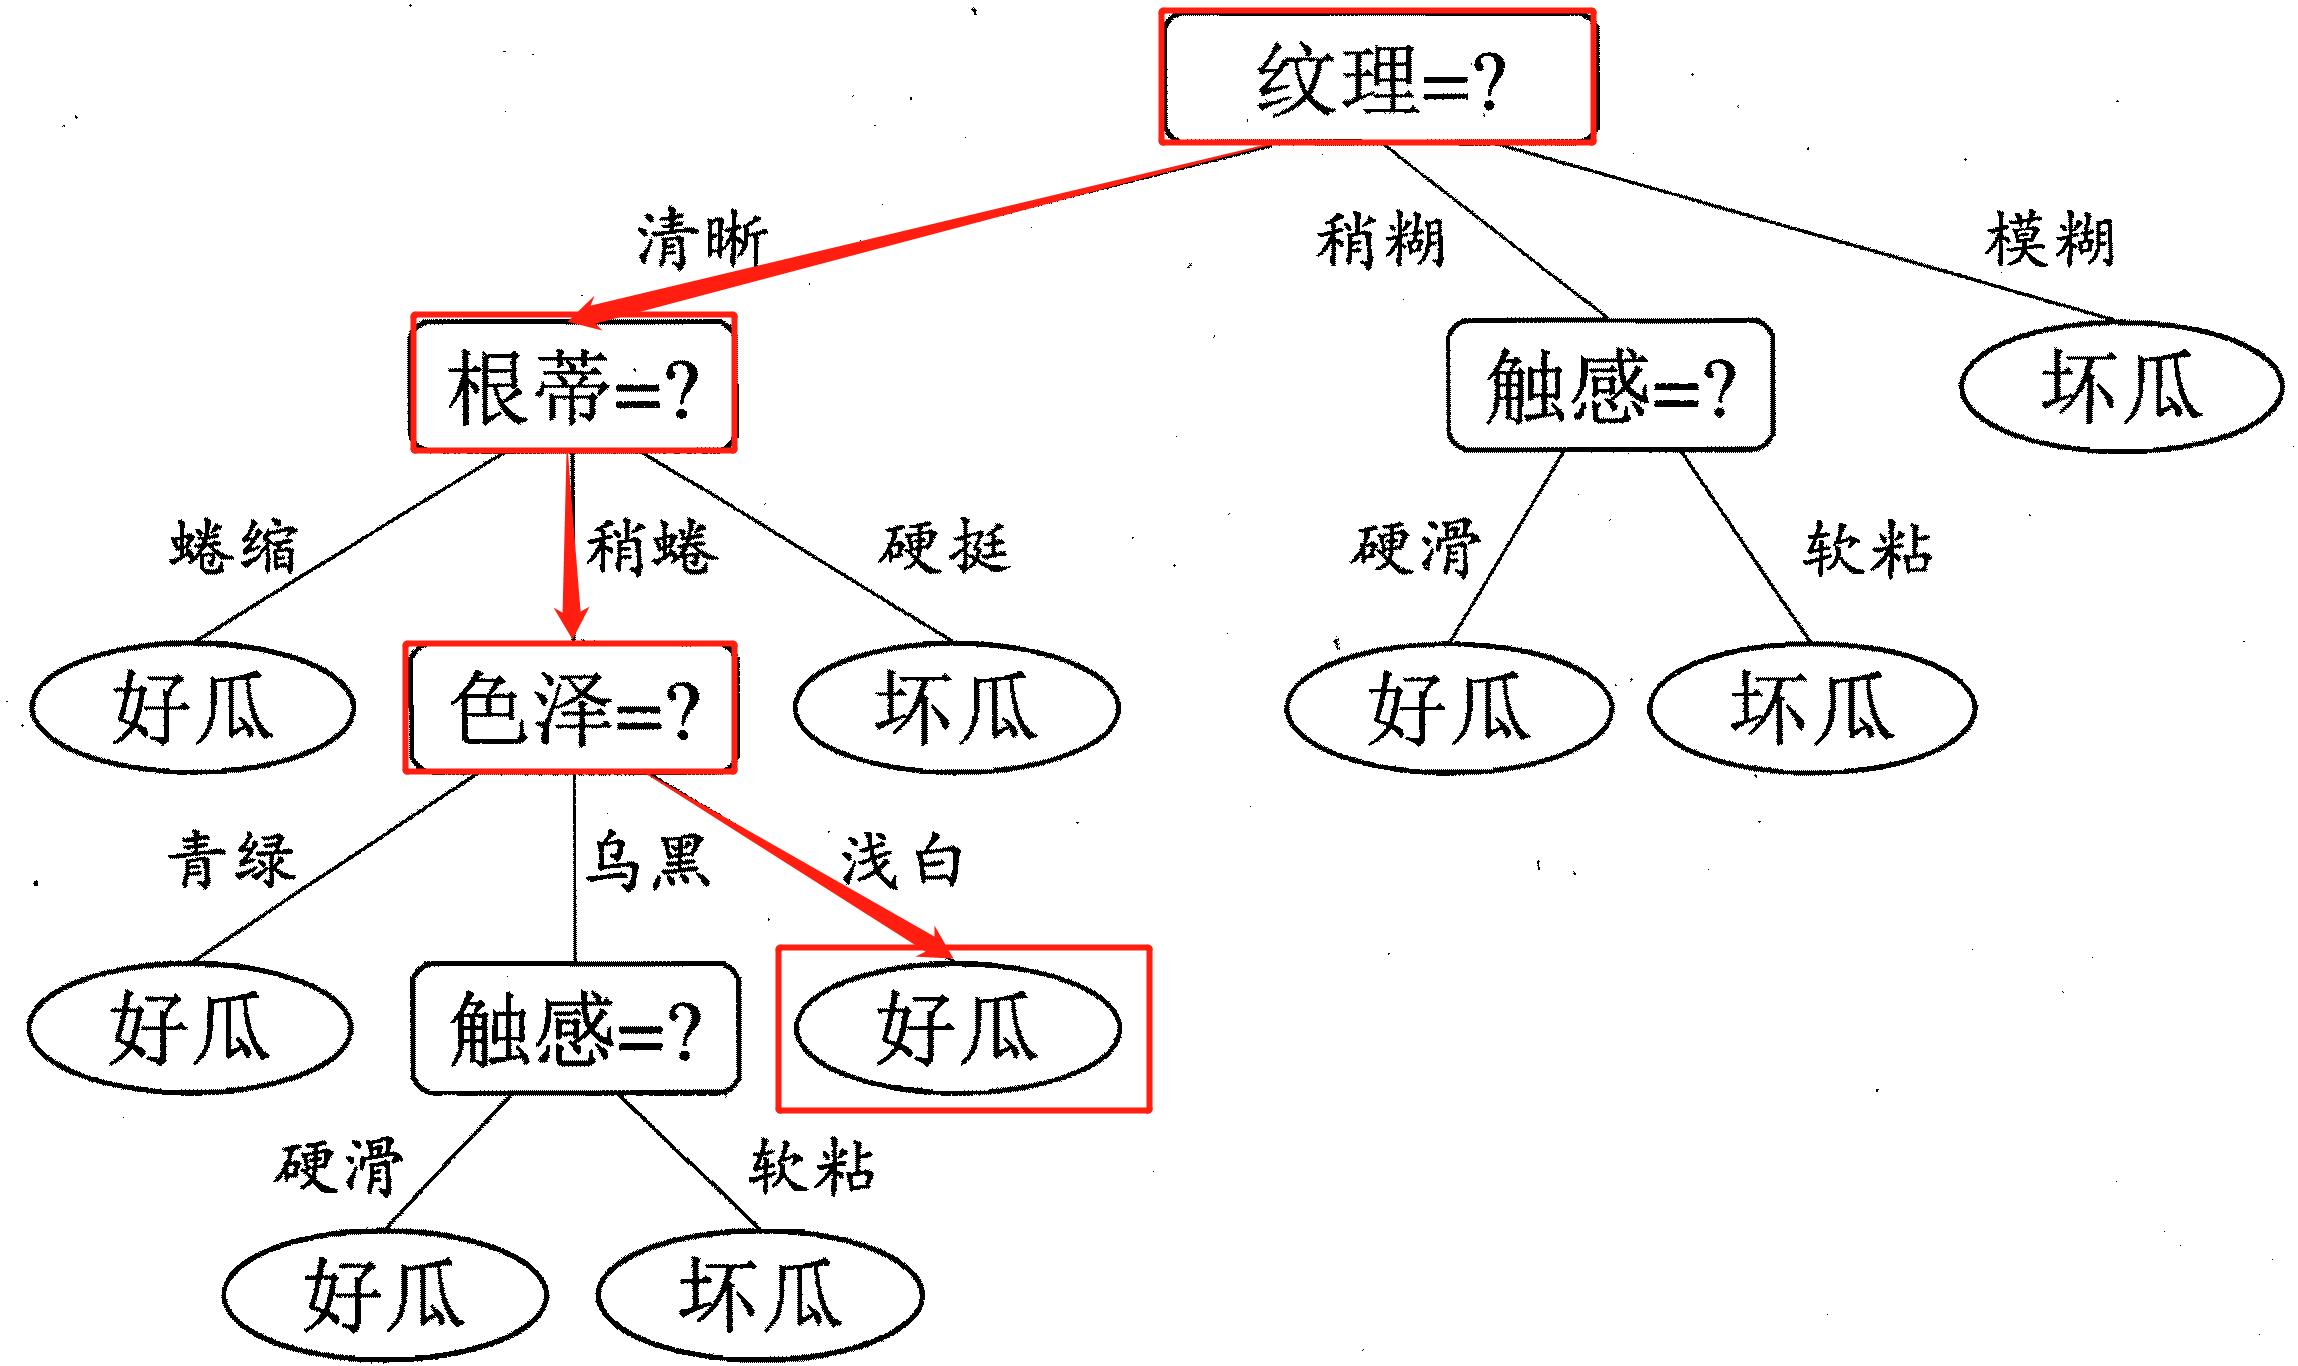 纹理=?
清晰 稍糊 模糊
根蒂=? 触感=? 坏瓜
蜷缩 稍蜷 硬挺 硬滑 软粘
好瓜 色泽=? 坏瓜 好瓜 坏瓜
青绿 乌黑 浅白
好瓜 触感=? 好瓜
硬滑 软粘
好瓜 坏瓜